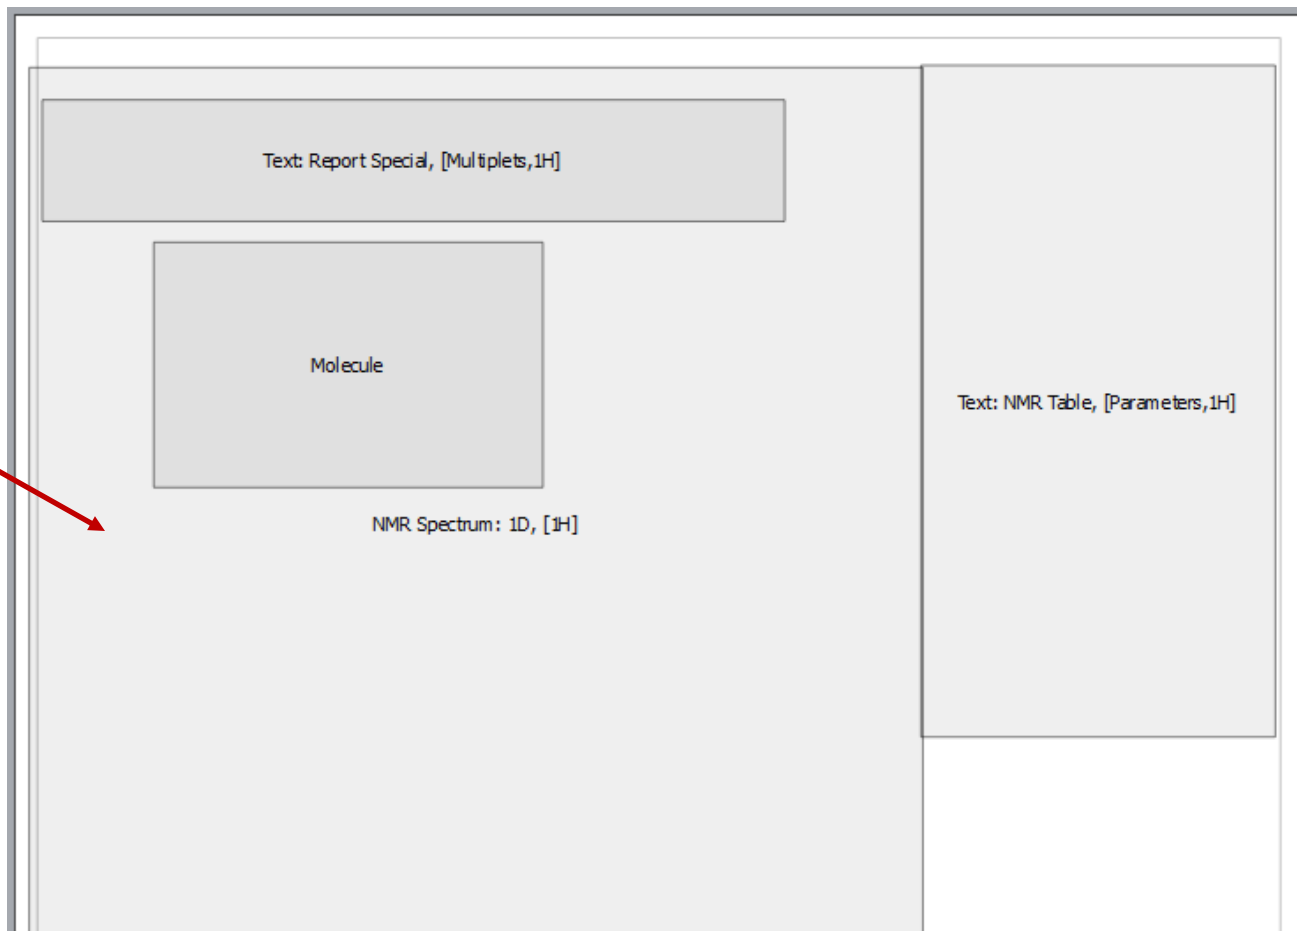 Text: Report Special, [Multiplets,1H]
Molecule
Text: NMR Table, [Parameters,1H]
NMR Spectrum: 1D, [1H]